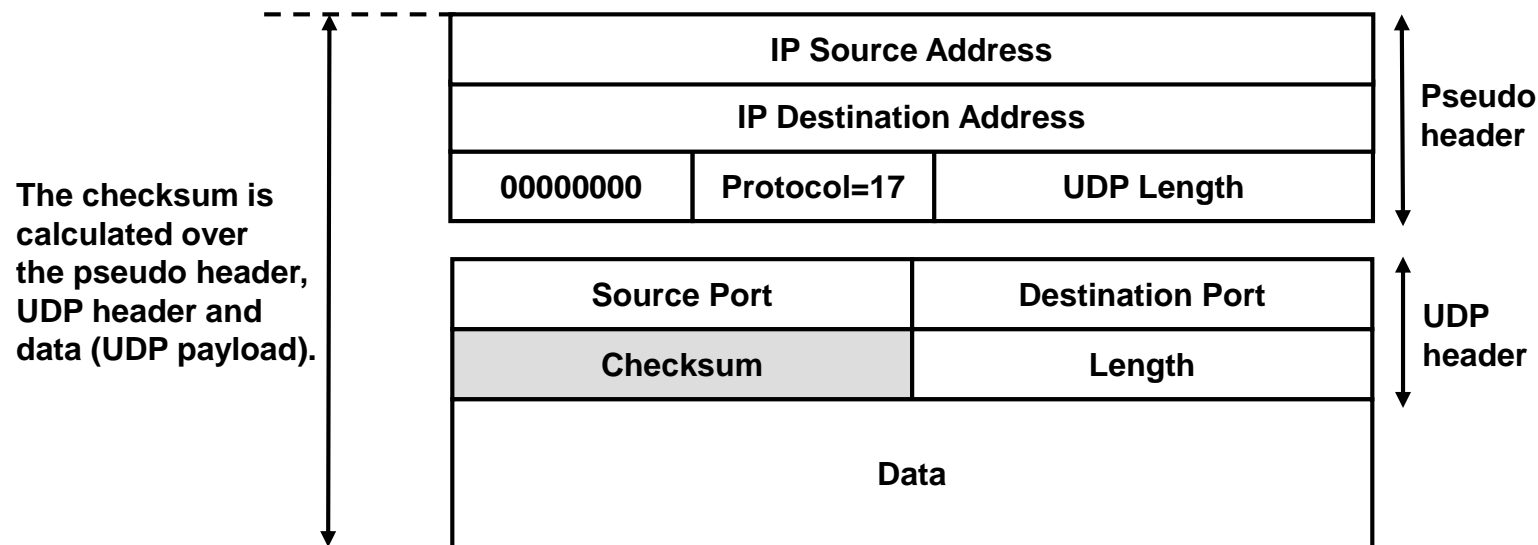 IP Source Address
Pseudo
header
IP Destination Address
00000000 Protocol=17 UDP Length
The checksum is
calculated over
the pseudo header,
UDP header and
data (UDP payload).
Source Port Destination Port
UDP
header
Checksum Length
Data